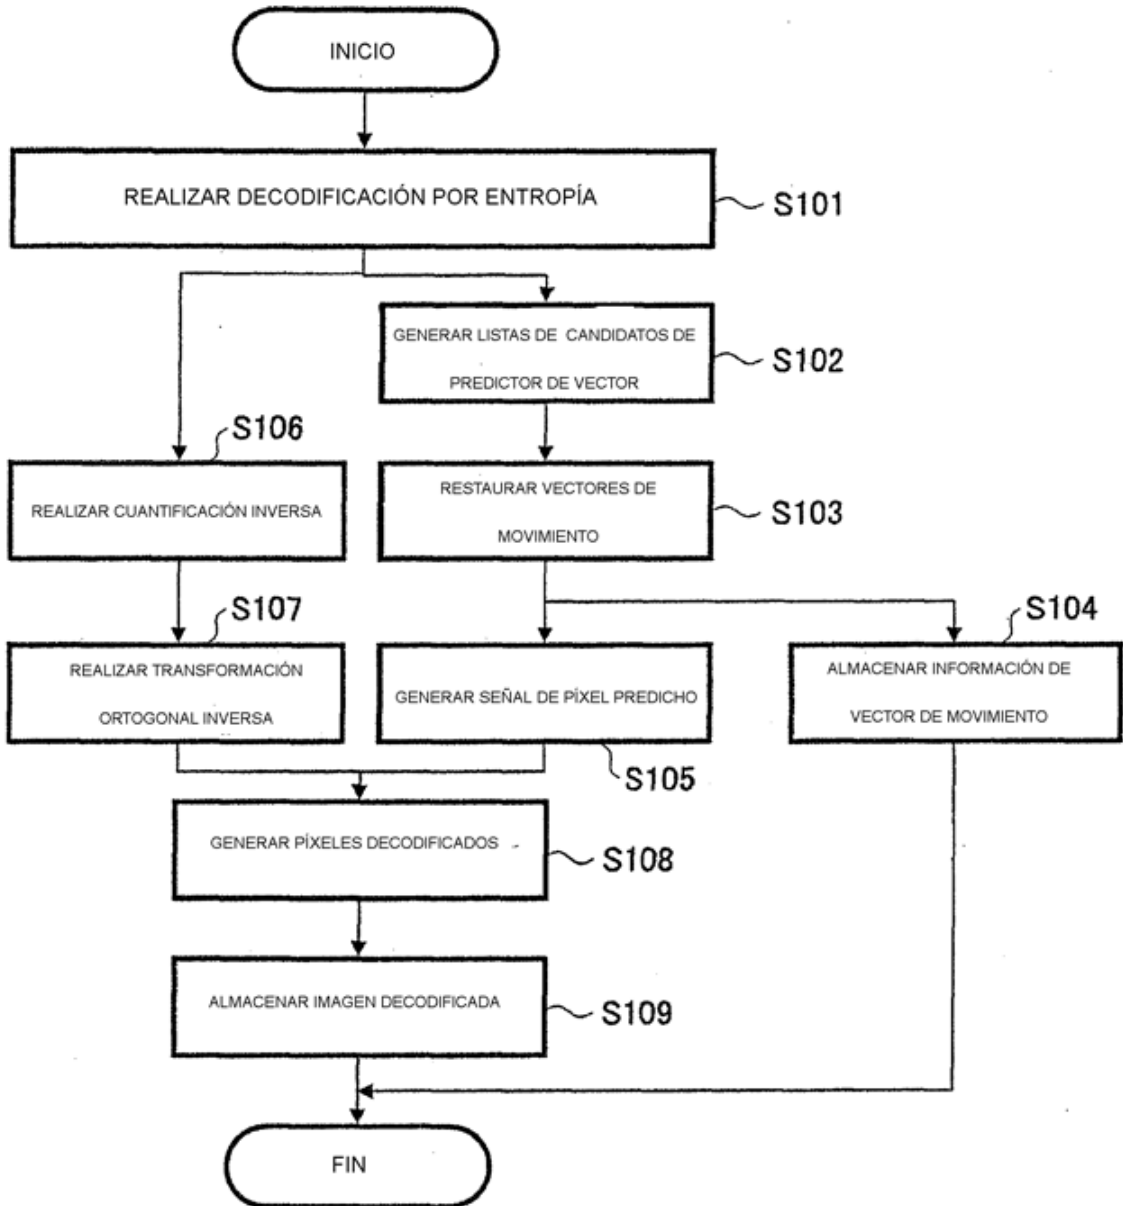 INICIO
REALIZAR DECODIFICACIÓN POR ENTROPÍA
S101
GENERAR LISTAS DE CANDIDATOS DE
PREDICTOR DE VECTOR
S102
S106
REALIZAR CUANTIFICACIÓN INVERSA
RESTAURAR VECTORES DE
MOVIMIENTO
S103
S107
REALIZAR TRANSFORMACIÓN
ORTOGONAL INVERSA
GENERAR SEÑAL DE PÍXEL PREDICHO
S105
S104
ALMACENAR INFORMACIÓN DE
VECTOR DE MOVIMIENTO
GENERAR PÍXELES DECODIFICADOS
S108
ALMACENAR IMAGEN DECODIFICADA
S109
FIN